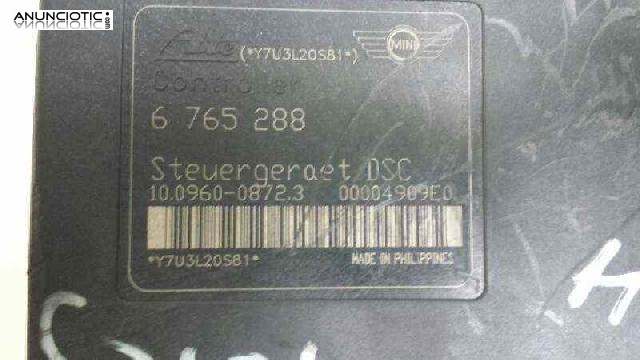 ANUNCIOTIC.COM
Ate (*Y7U3L20S81*) MINI
Controller
6 765 288
Steuergeraet DSC
10.0960-0872.3 00004909E0
*Y7U3L20S81* MADE IN PHILIPPINES